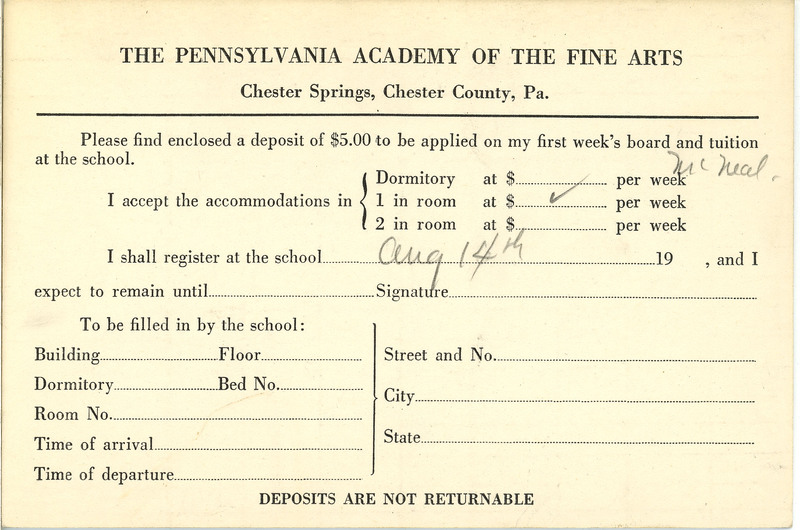 THE PENNSYLVANIA ACADEMY OF THE FINE ARTS
Chester Springs, Chester County, Pa.
Please find enclosed a deposit of $5.00 to be applied on my first week's board and tuition
at the school.
Mc Neal.
Dormitory at $ per week
I accept the accommodations in { 1 in room at $ ✓ per week
2 in room at $ per week
I shall register at the school Aug 14th 19 , and I
expect to remain until Signature
To be filled in by the school:
Building Floor Street and No.
Dormitory Bed No.
City
Room No.
State
Time of arrival
Time of departure
DEPOSITS ARE NOT RETURNABLE